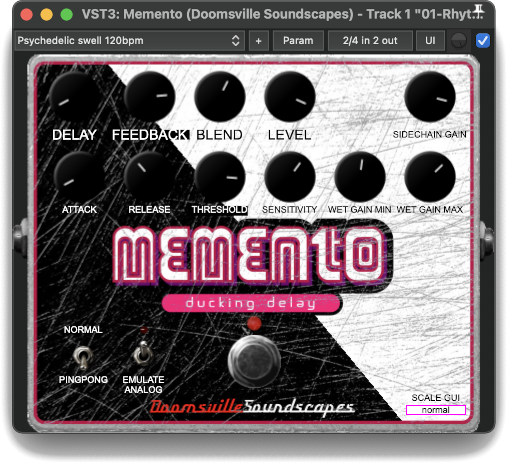 VST3: Memento (Doomsville Soundscapes) - Track 1 "01-Rhyt...
Psychedelic swell 120bpm + Param 2/4 in 2 out UI
DELAY FEEDBACK BLEND LEVEL SIDECHAIN GAIN
ATTACK RELEASE THRESHOLD SENSITIVITY WET GAIN MIN WET GAIN MAX
MEMENTO
ducking delay
NORMAL
PINGPONG EMULATE
ANALOG
DoomsvilleSoundscapes
SCALE GUI
normal